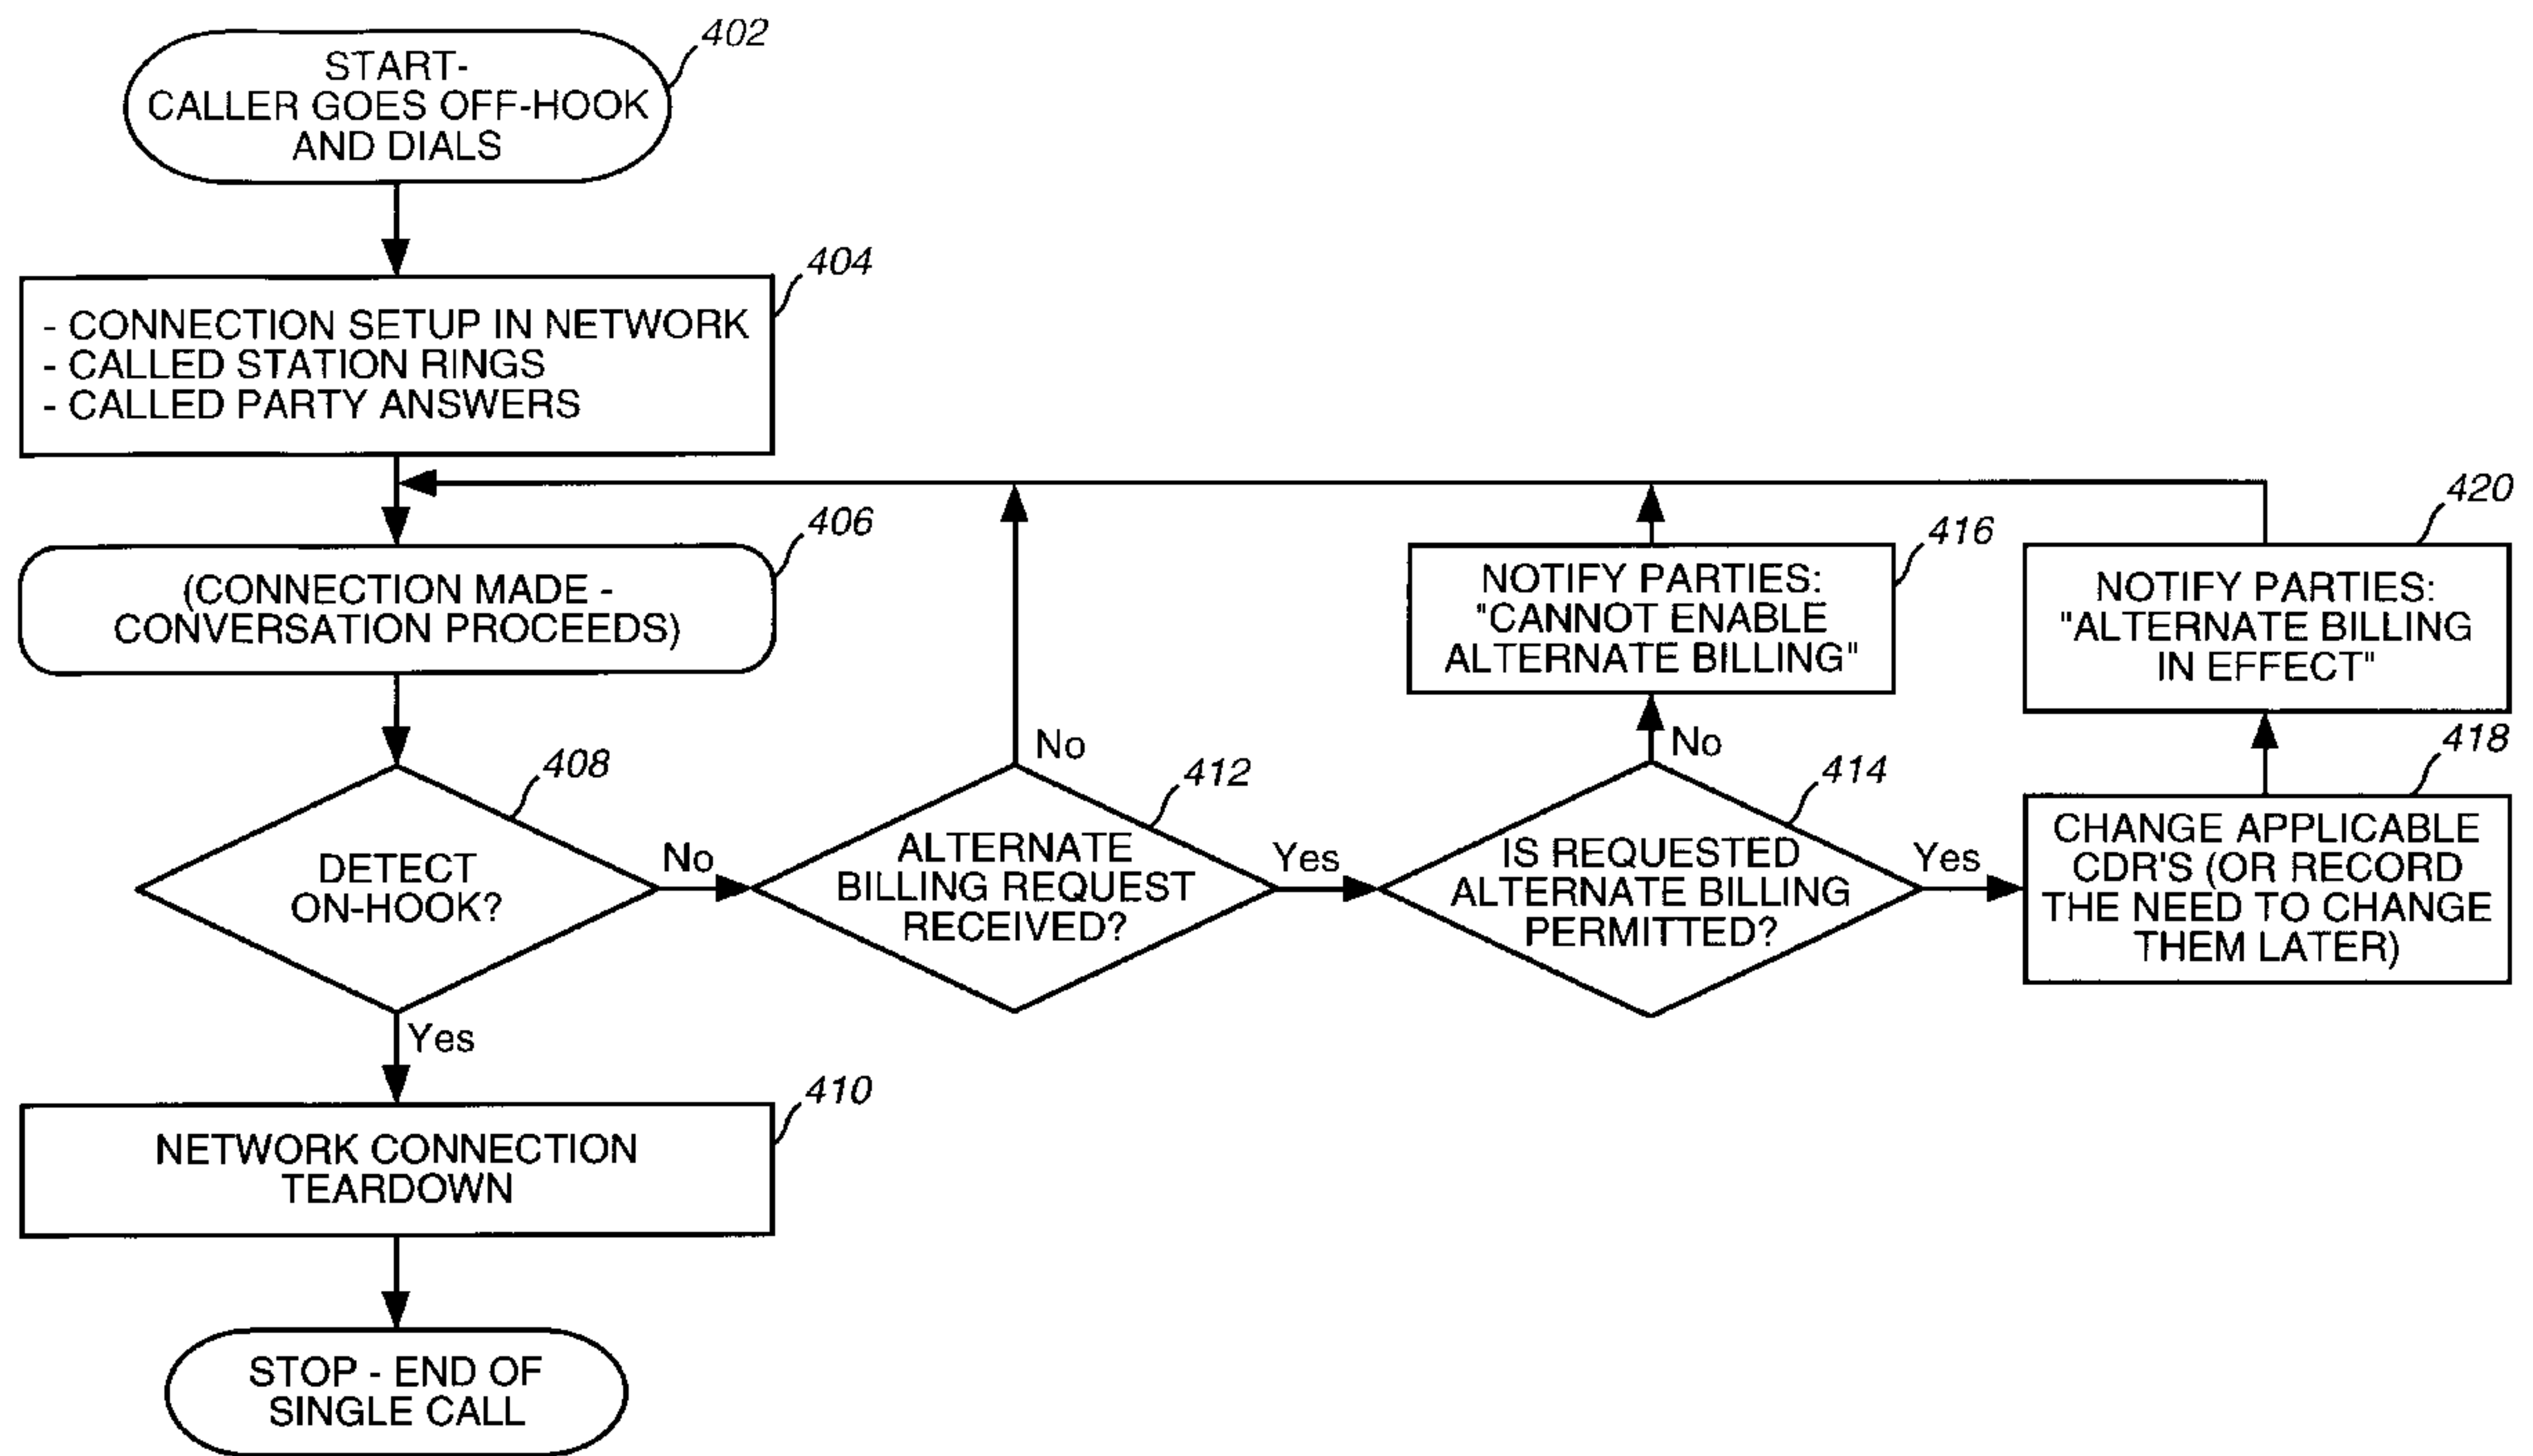 402
START-
CALLER GOES OFF-HOOK
AND DIALS
404
- CONNECTION SETUP IN NETWORK
- CALLED STATION RINGS
- CALLED PARTY ANSWERS
406
(CONNECTION MADE -
CONVERSATION PROCEEDS)
416
NOTIFY PARTIES:
"CANNOT ENABLE
ALTERNATE BILLING"
420
NOTIFY PARTIES:
"ALTERNATE BILLING
IN EFFECT"
408
DETECT
ON-HOOK?
No
Yes
412
No
ALTERNATE
BILLING REQUEST
RECEIVED?
Yes
414
No
IS REQUESTED
ALTERNATE BILLING
PERMITTED?
Yes
418
CHANGE APPLICABLE
CDR'S (OR RECORD
THE NEED TO CHANGE
THEM LATER)
410
NETWORK CONNECTION
TEARDOWN
STOP - END OF
SINGLE CALL